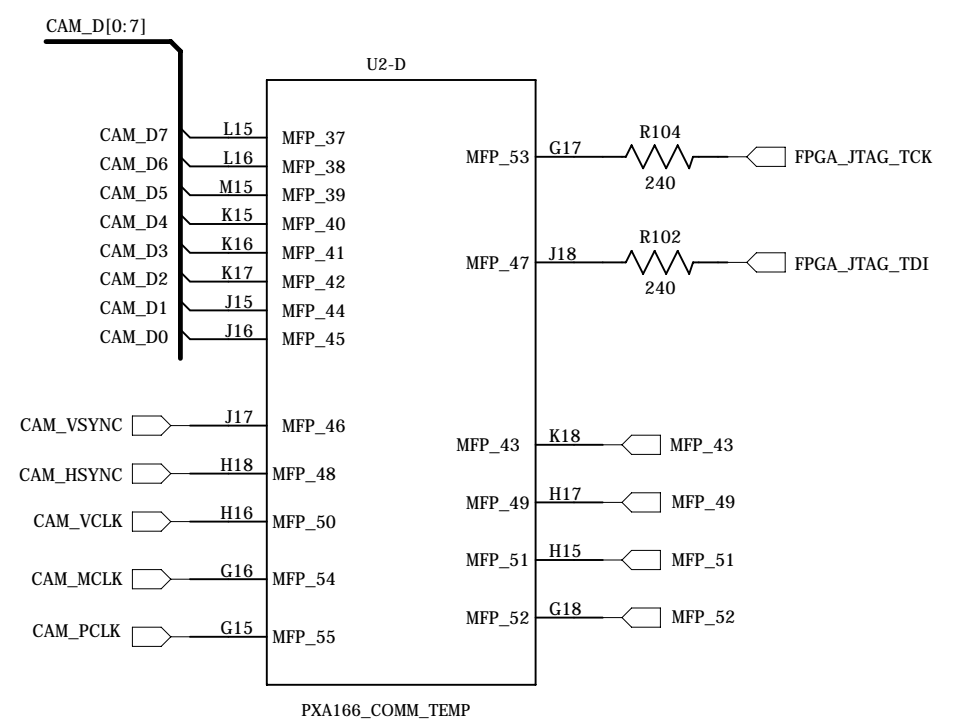 CAM_D[0:7]
U2-D
CAM_D7 L15 MFP_37
CAM_D6 L16 MFP_38
CAM_D5 M15 MFP_39
CAM_D4 K15 MFP_40
CAM_D3 K16 MFP_41
CAM_D2 K17 MFP_42
CAM_D1 J15 MFP_44
CAM_D0 J16 MFP_45
CAM_VSYNC J17 MFP_46
CAM_HSYNC H18 MFP_48
CAM_VCLK H16 MFP_50
CAM_MCLK G16 MFP_54
CAM_PCLK G15 MFP_55
R104
MFP_53 G17 FPGA_JTAG_TCK
240
R102
MFP_47 J18 FPGA_JTAG_TDI
240
MFP_43 K18 MFP_43
MFP_49 H17 MFP_49
MFP_51 H15 MFP_51
MFP_52 G18 MFP_52
PXA166_COMM_TEMP